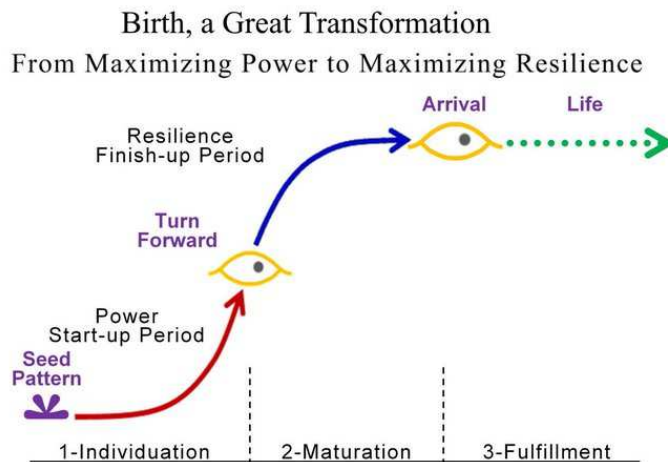 Birth, a Great Transformation
From Maximizing Power to Maximizing Resilience
Arrival
Life
Resilience
Finish-up Period
Turn
Forward
Power
Start-up Period
Seed
Pattern
1-Individuation
2-Maturation
3-Fulfillment